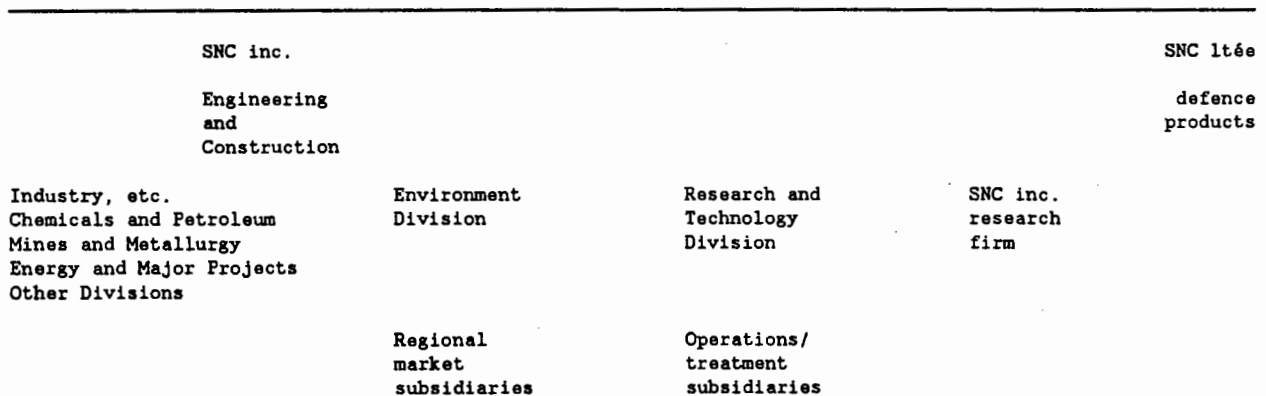 SNC inc. SNC ltée
Engineering defence
and products
Construction
Industry, etc. Environment Research and SNC inc.
Chemicals and Petroleum Division Technology research
Mines and Metallurgy Division firm
Energy and Major Projects
Other Divisions
Regional Operations/
market treatment
subsidiaries subsidiaries